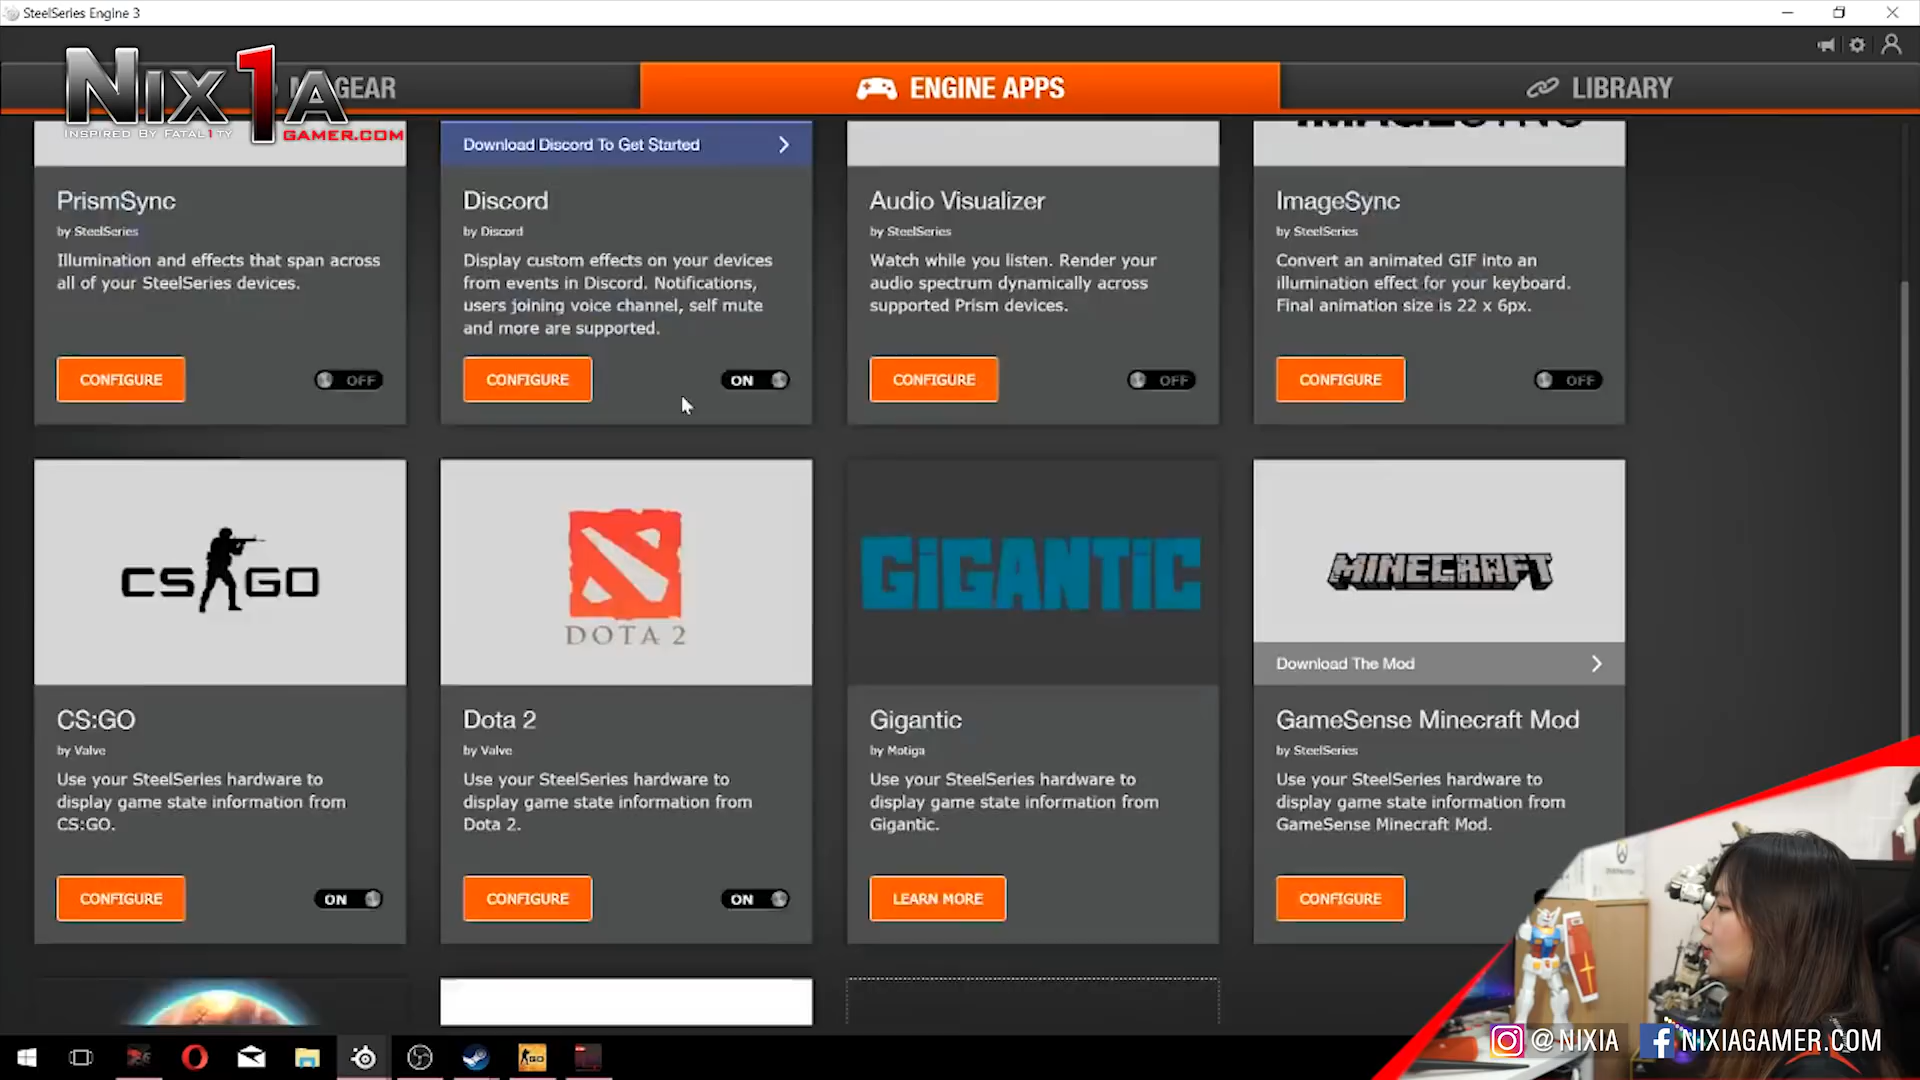 SteelSeries Engine 3
NIX1A
INSPIRED BY FATAL1TY
GAMER.COM
GEAR
ENGINE APPS
LIBRARY
Download Discord To Get Started
PrismSync
by SteelSeries
Illumination and effects that span across
all of your SteelSeries devices.
CONFIGURE
OFF
Discord
by Discord
Display custom effects on your devices
from events in Discord. Notifications,
users joining voice channel, self mute
and more are supported.
CONFIGURE
ON
Audio Visualizer
by SteelSeries
Watch while you listen. Render your
audio spectrum dynamically across
supported Prism devices.
CONFIGURE
OFF
IMAGESYNC
ImageSync
by SteelSeries
Convert an animated GIF into an
illumination effect for your keyboard.
Final animation size is 22 x 6px.
CONFIGURE
OFF
CS GO
CS:GO
by Valve
Use your SteelSeries hardware to
display game state information from
CS:GO.
CONFIGURE
ON
DOTA 2
Dota 2
by Valve
Use your SteelSeries hardware to
display game state information from
Dota 2.
CONFIGURE
ON
GIGANTIC
Gigantic
by Motiga
Use your SteelSeries hardware to
display game state information from
Gigantic.
LEARN MORE
MINECRAFT
Download The Mod
GameSense Minecraft Mod
by SteelSeries
Use your SteelSeries hardware to
display game state information from
GameSense Minecraft Mod.
CONFIGURE
@NIXIA
NIXIAGAMER.COM